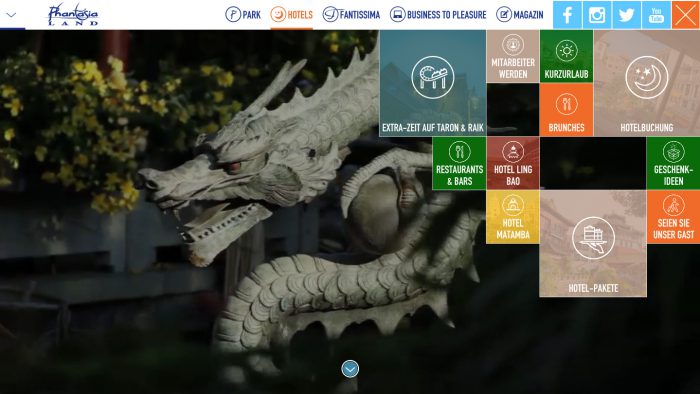 Phantasia
LAND
PARK
HOTELS
FANTISSIMA
BUSINESS TO PLEASURE
MAGAZIN
You
Tube
MITARBEITER
WERDEN
KURZURLAUB
EXTRA-ZEIT AUF TARON & RAIK
BRUNCHES
HOTELBUCHUNG
RESTAURANTS
& BARS
HOTEL LING
BAO
GESCHENK-
IDEEN
HOTEL
MATAMBA
SEIEN SIE
UNSER GAST
HOTEL-PAKETE